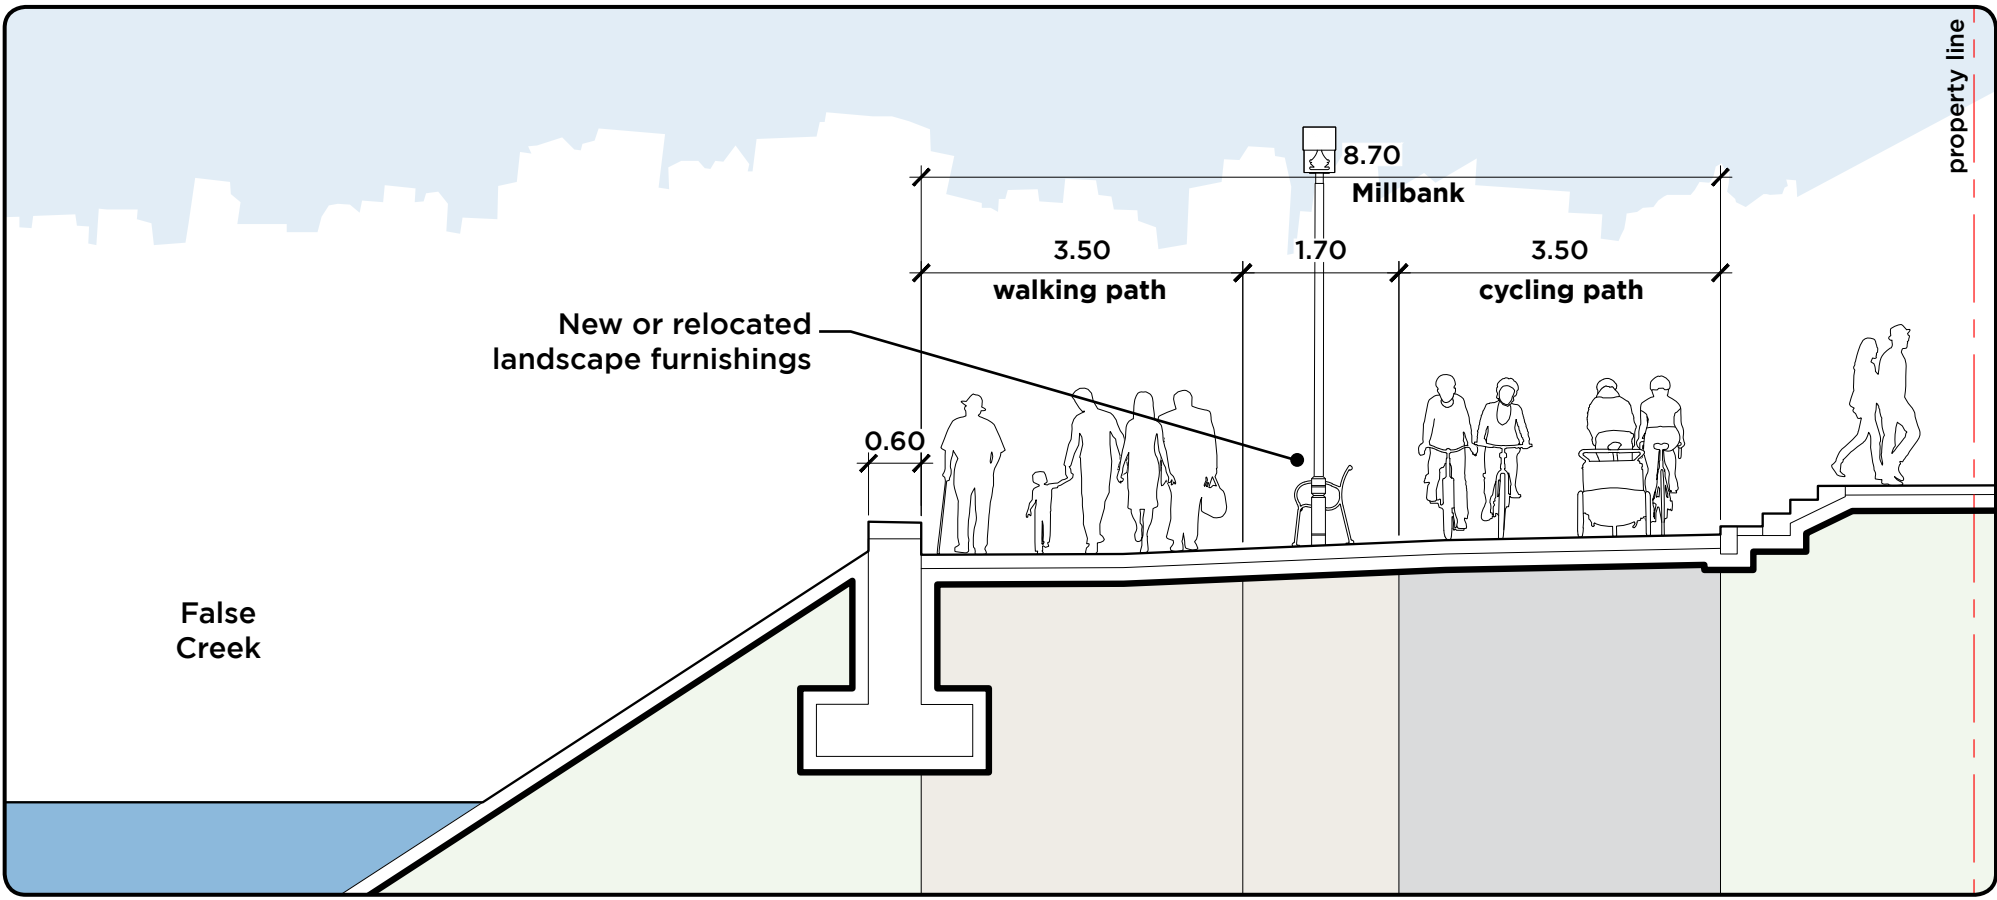 property line
8.70
Millbank
3.50
1.70
3.50
walking path
cycling path
New or relocated
landscape furnishings
0.60
False
Creek